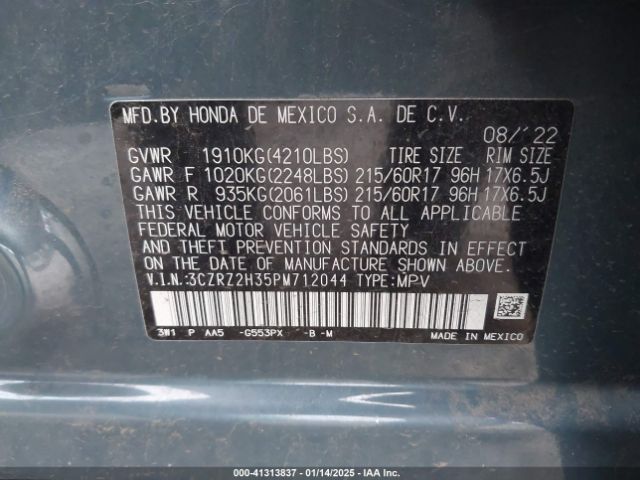 MFD.BY HONDA DE MEXICO S.A. DE C.V.
08/'22
GVWR 1910KG(4210LBS) TIRE SIZE RIM SIZE
GAWR F 1020KG(2248LBS) 215/60R17 96H 17X6.5J
GAWR R 935KG(2061LBS) 215/60R17 96H 17X6.5J
THIS VEHICLE CONFORMS TO ALL APPLICABLE
FEDERAL MOTOR VEHICLE SAFETY
AND THEFT PREVENTION STANDARDS IN EFFECT
ON THE DATE OF MANUFACTURE SHOWN ABOVE.
V.I.N.:3CZRZ2H35PM712044 TYPE:MPV
3W1 P AA5 -G553PX -B -M MADE IN MEXICO
000-41313837 - 01/14/2025 - IAA Inc.